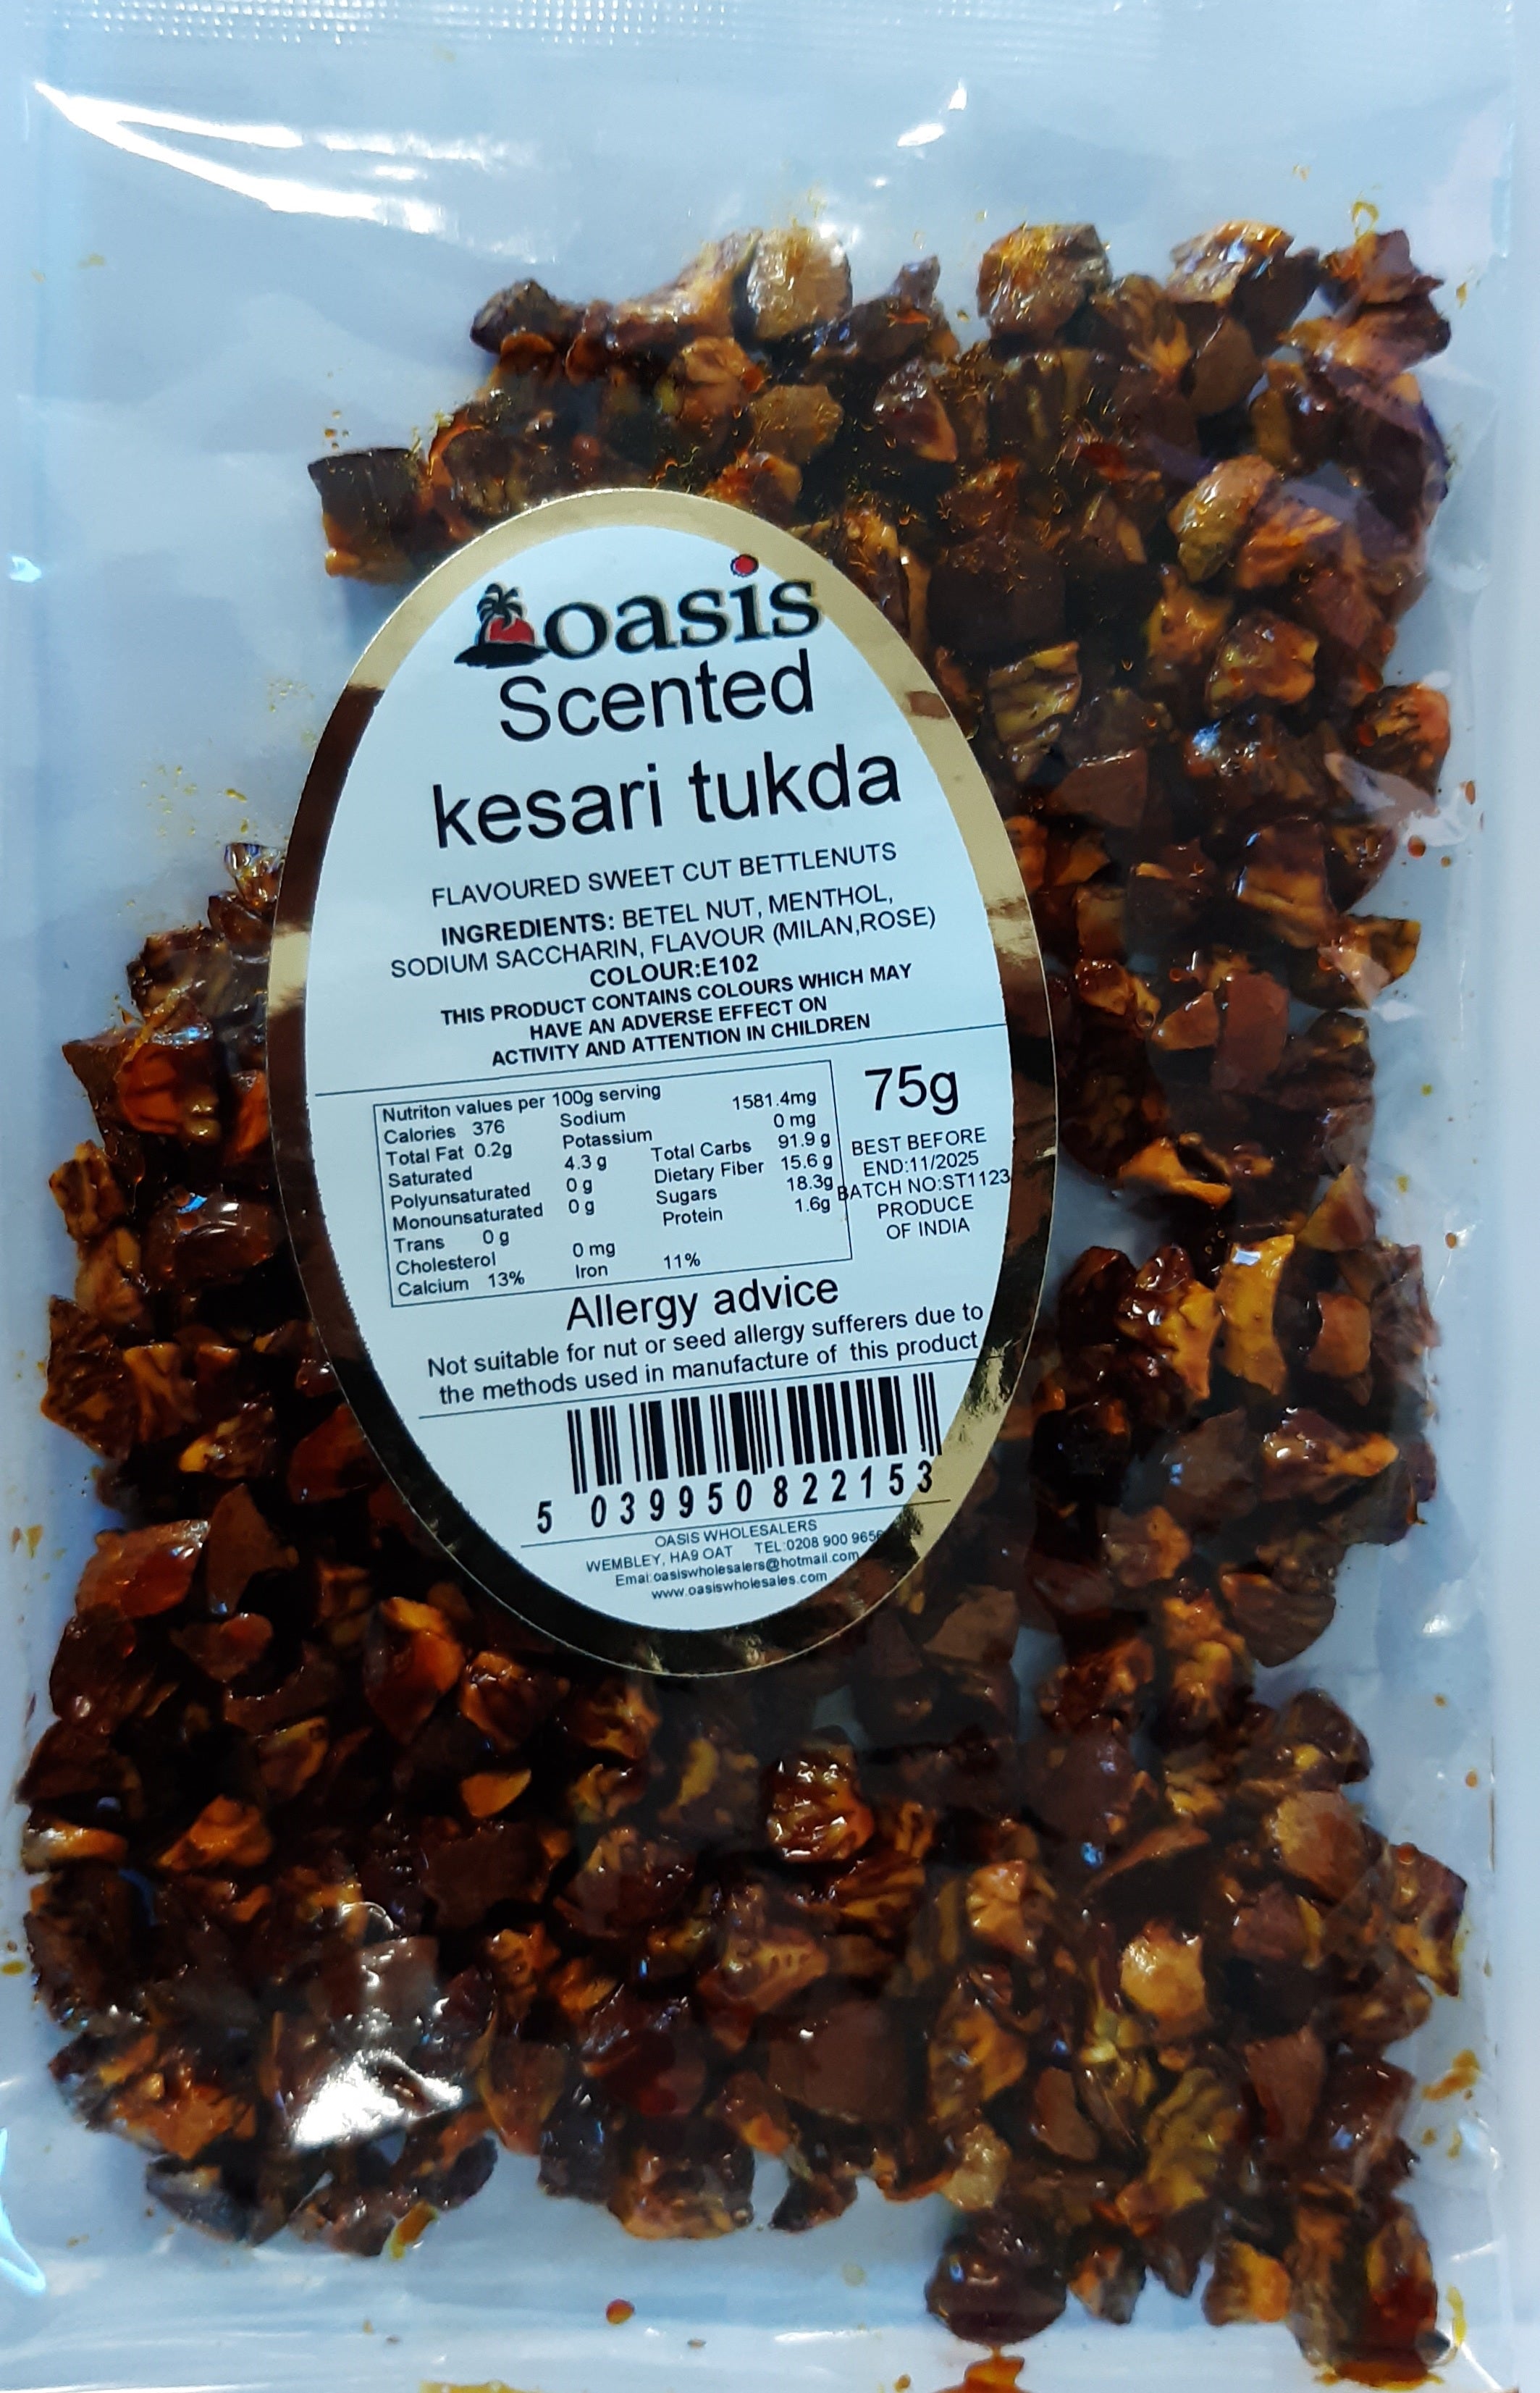 oasis
Scented
kesari tukda
FLAVOURED SWEET CUT BETTLENUTS
INGREDIENTS: BETEL NUT, MENTHOL,
SODIUM SACCHARIN, FLAVOUR (MILAN,ROSE)
COLOUR:E102
THIS PRODUCT CONTAINS COLOURS WHICH MAY
HAVE AN ADVERSE EFFECT ON
ACTIVITY AND ATTENTION IN CHILDREN
Nutriton values per 100g serving
Calories 376 Sodium 1581.4mg
Total Fat 0.2g Potassium 0 mg
Saturated 4.3 g Total Carbs 91.9 g
Polyunsaturated 0 g Dietary Fiber 15.6 g
Monounsaturated 0 g Sugars 18.3g
Trans 0 g Protein 1.6g
Cholesterol 0 mg
Calcium 13% Iron 11%
75g
BEST BEFORE
END:11/2025
BATCH NO:ST1123
PRODUCE
OF INDIA
Allergy advice
Not suitable for nut or seed allergy sufferers due to
the methods used in manufacture of this product
5 039950 822153
OASIS WHOLESALERS
WEMBLEY, HA9 OAT TEL:0208 900 9656
Emal:oasiswholesalers@hotmail.com
www.oasiswholesales.com